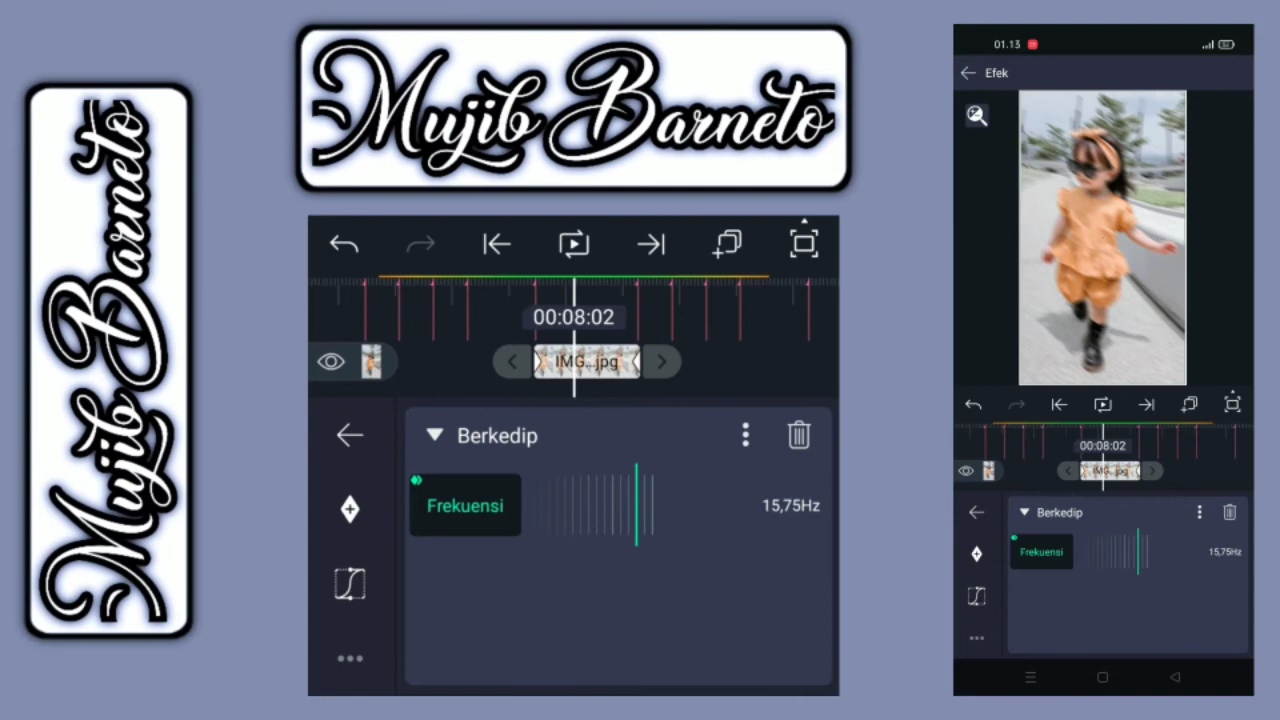 Mujib Barneto
Mujib Barneto
00:08:02
IMG...jpg
Berkedip
Frekuensi
15,75Hz
01.13
Efek
00:08:02
IMG...jpg
Berkedip
Frekuensi
15,75Hz